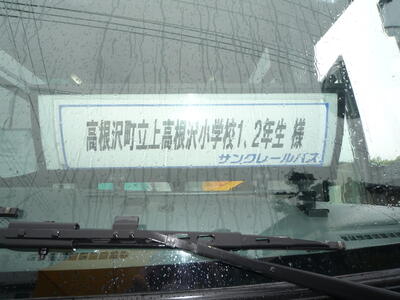 高根沢町立上高根沢小学校1、2年生 様
サンクレールバス